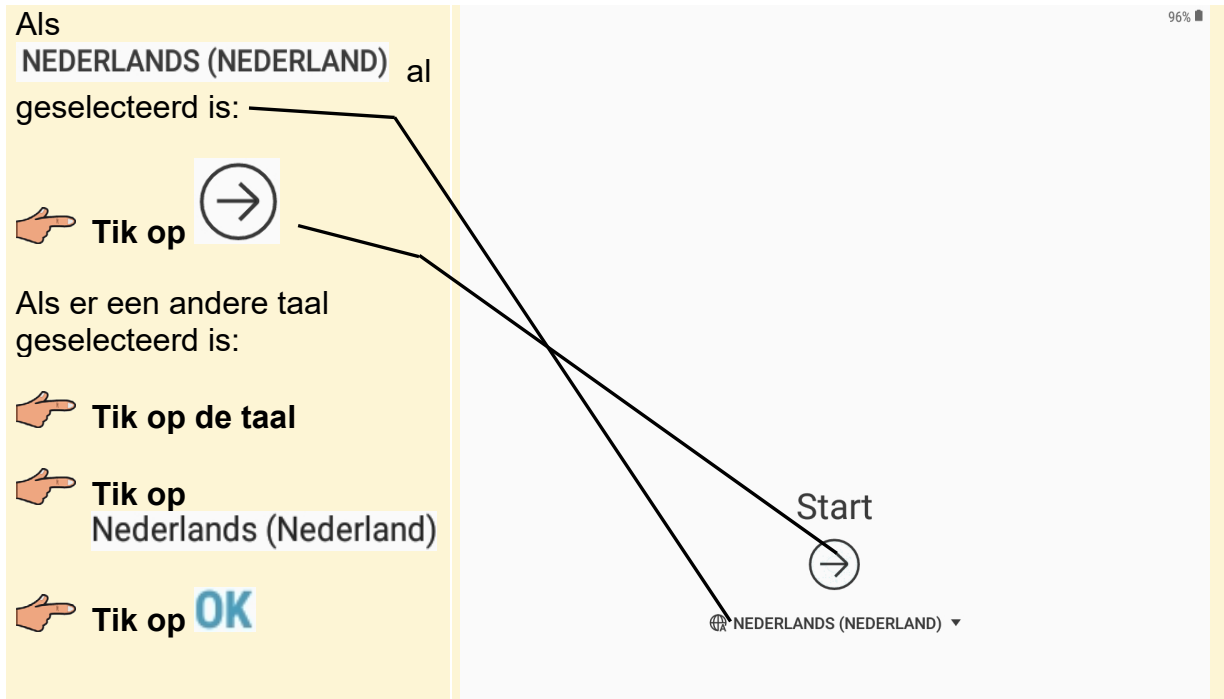 Als
NEDERLANDS (NEDERLAND) al
geselecteerd is:
Tik op
Als er een andere taal
geselecteerd is:
Tik op de taal
Tik op
Nederlands (Nederland)
Tik op OK
96%
Start
NEDERLANDS (NEDERLAND)